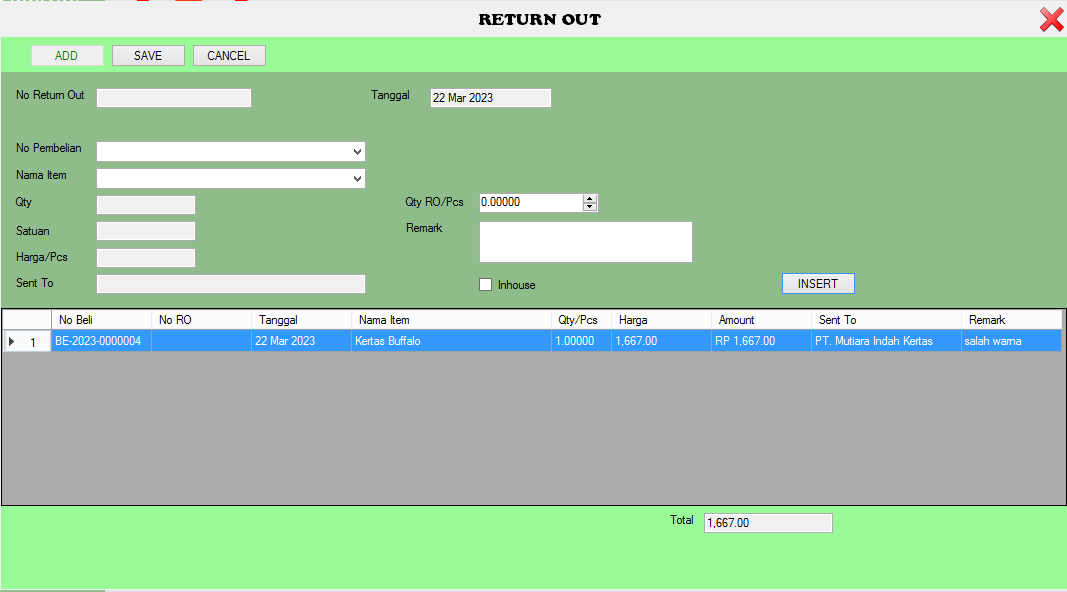 RETURN OUT
ADD SAVE CANCEL
No Return Out Tanggal 22 Mar 2023
No Pembelian
Nama Item
Qty Qty RO/Pcs 0.00000
Satuan Remark
Harga/Pcs
Sent To Inhouse INSERT
No Beli No RO Tanggal Nama Item Qty/Pcs Harga Amount Sent To Remark
1 BE-2023-0000004 22 Mar 2023 Kertas Buffalo 1.00000 1,667.00 RP 1,667.00 PT. Mutiara Indah Kertas salah warna
Total 1,667.00